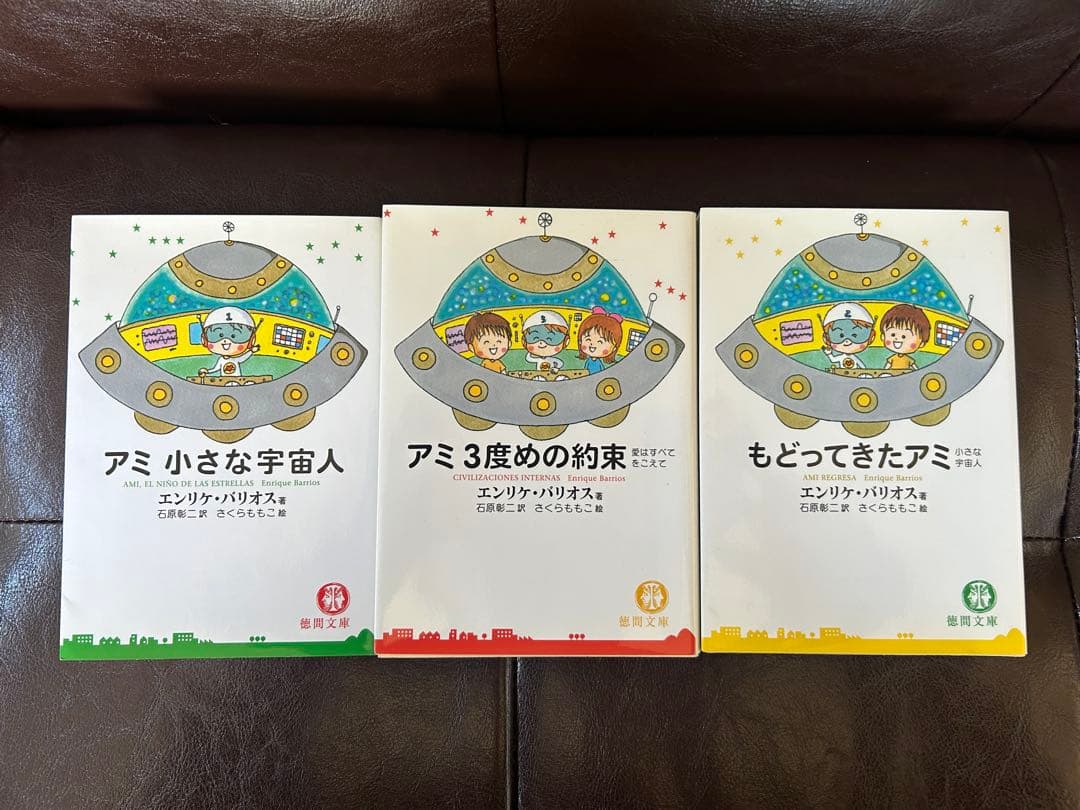 1
アミ 小さな宇宙人
AMI, EL NIÑO DE LAS ESTRELLAS Enrique Barrios
エンリケ・バリオス 著
石原彰二 訳 さくらももこ 絵
徳間文庫
3
アミ 3度めの約束 愛はすべて
をこえて
CIVILIZACIONES INTERNAS Enrique Barrios
エンリケ・バリオス 著
石原彰二 訳 さくらももこ 絵
徳間文庫
2
もどってきたアミ 小さな
宇宙人
AMI REGRESA Enrique Barrios
エンリケ・バリオス 著
石原彰二 訳 さくらももこ 絵
徳間文庫